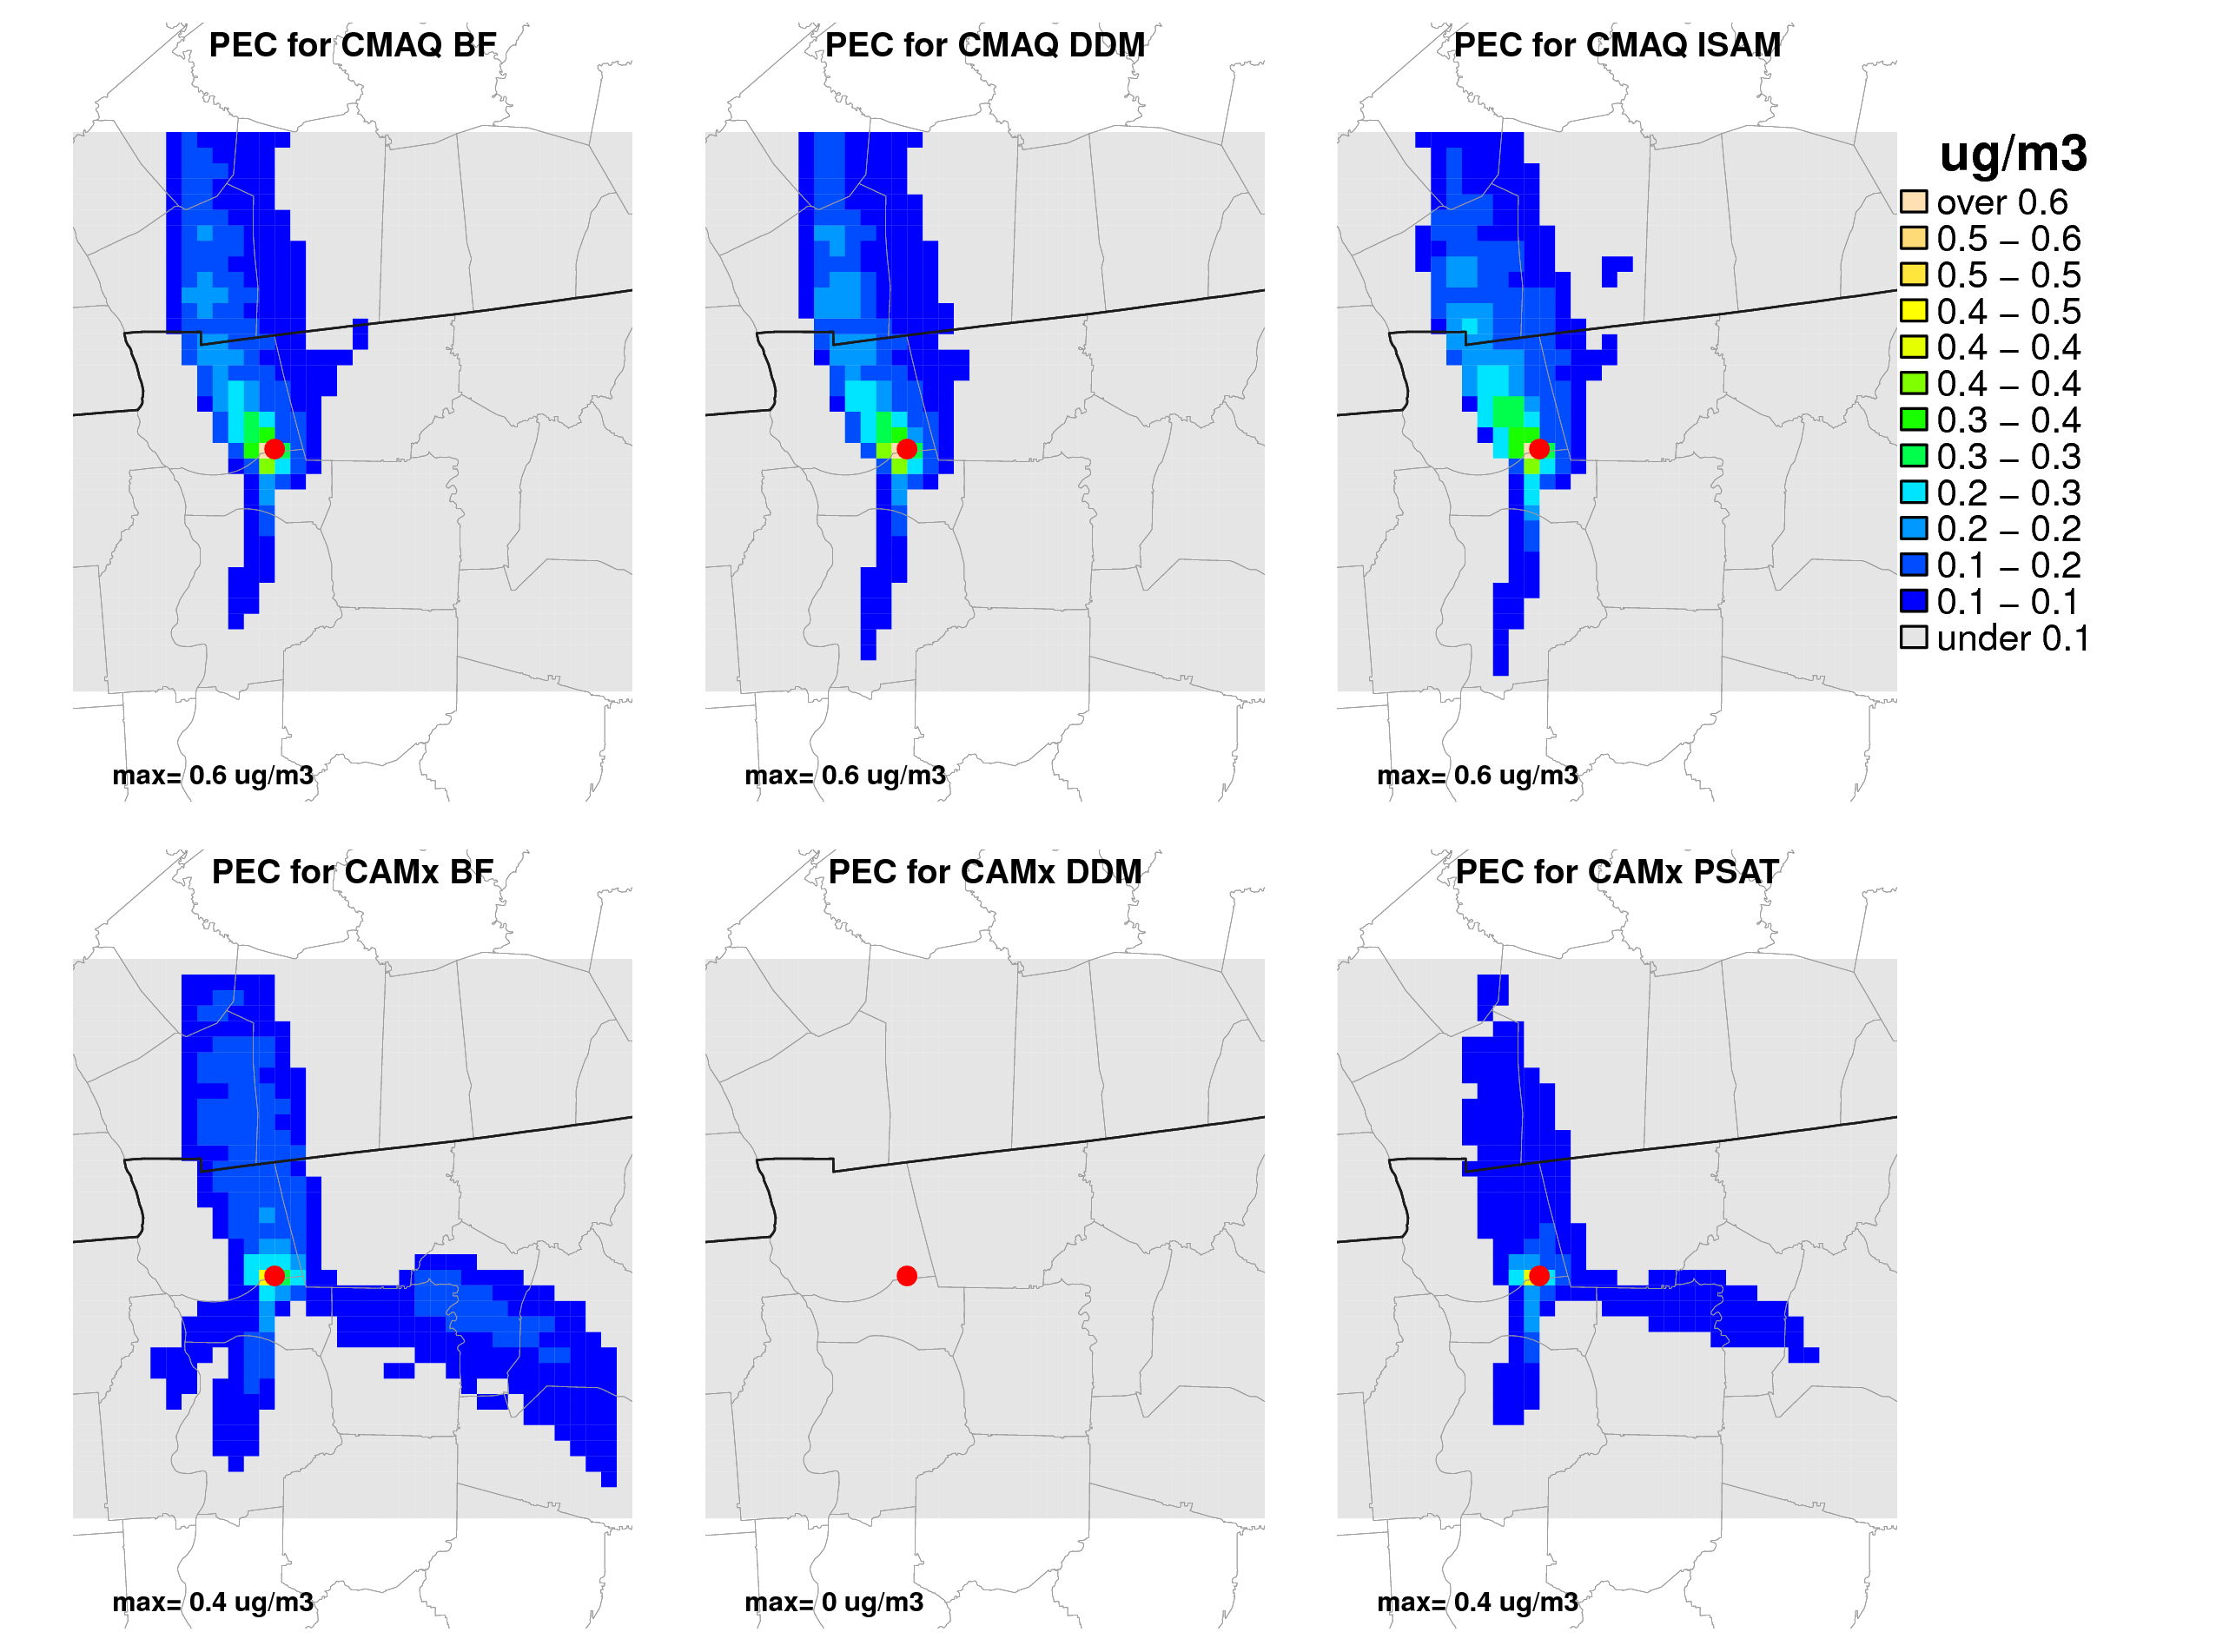 PEC for CMAQ BF
PEC for CMAQ DDM
PEC for CMAQ ISAM
ug/m3
over 0.6
0.5 − 0.6
0.5 − 0.5
0.4 − 0.5
0.4 − 0.4
0.4 − 0.4
0.3 − 0.4
0.3 − 0.3
0.2 − 0.3
0.2 − 0.2
0.1 − 0.2
0.1 − 0.1
under 0.1
max= 0.6 ug/m3
max= 0.6 ug/m3
max= 0.6 ug/m3
PEC for CAMx BF
PEC for CAMx DDM
PEC for CAMx PSAT
max= 0.4 ug/m3
max= 0 ug/m3
max= 0.4 ug/m3